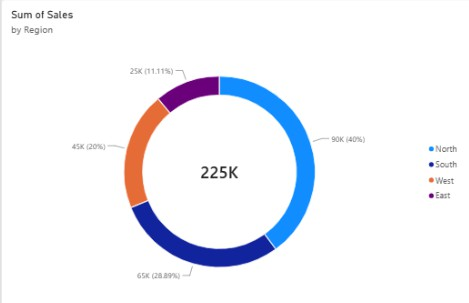 Sum of Sales
by Region
25K (11.11%)
90K (40%)
45K (20%)
225K
65K (28.89%)
North
South
West
East